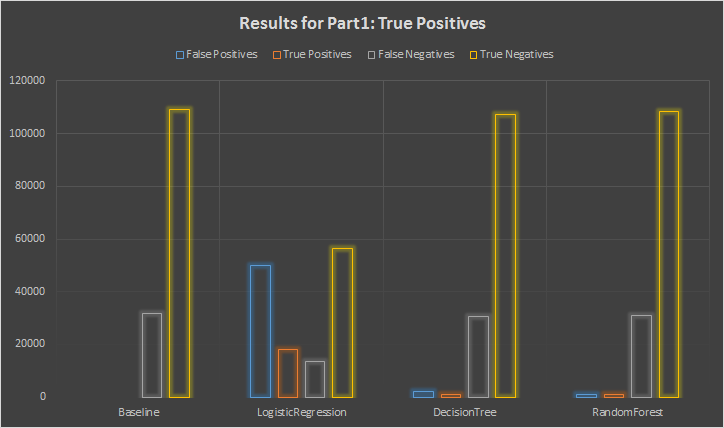 Results for Part1: True Positives
False Positives True Positives False Negatives True Negatives
120000
100000
80000
60000
40000
20000
0
Baseline LogisticRegression DecisionTree RandomForest